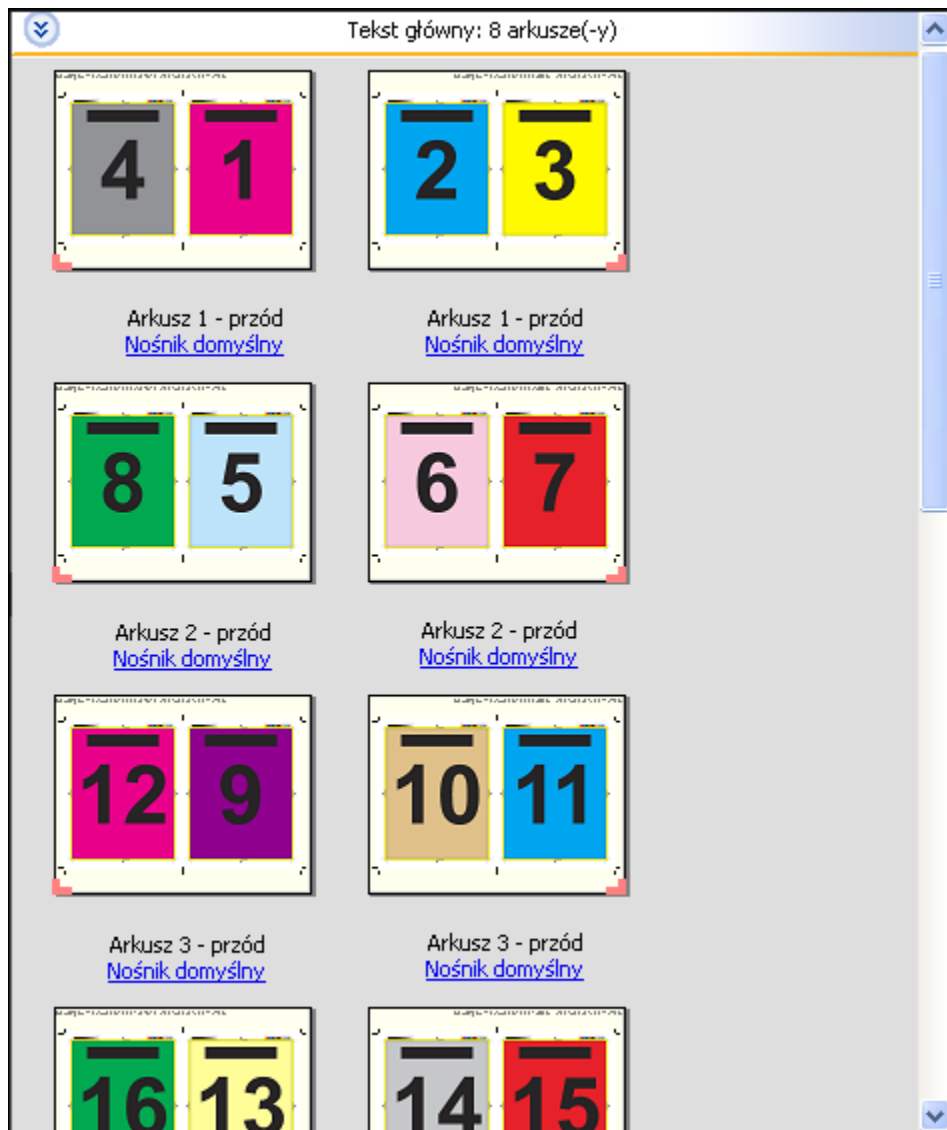 Tekst główny: 8 arkusze(-y)
4 1 2 3
Arkusz 1 - przód Arkusz 1 - przód
Nośnik domyślny Nośnik domyślny
8 5 6 7
Arkusz 2 - przód Arkusz 2 - przód
Nośnik domyślny Nośnik domyślny
12 9 10 11
Arkusz 3 - przód Arkusz 3 - przód
Nośnik domyślny Nośnik domyślny
16 13 14 15